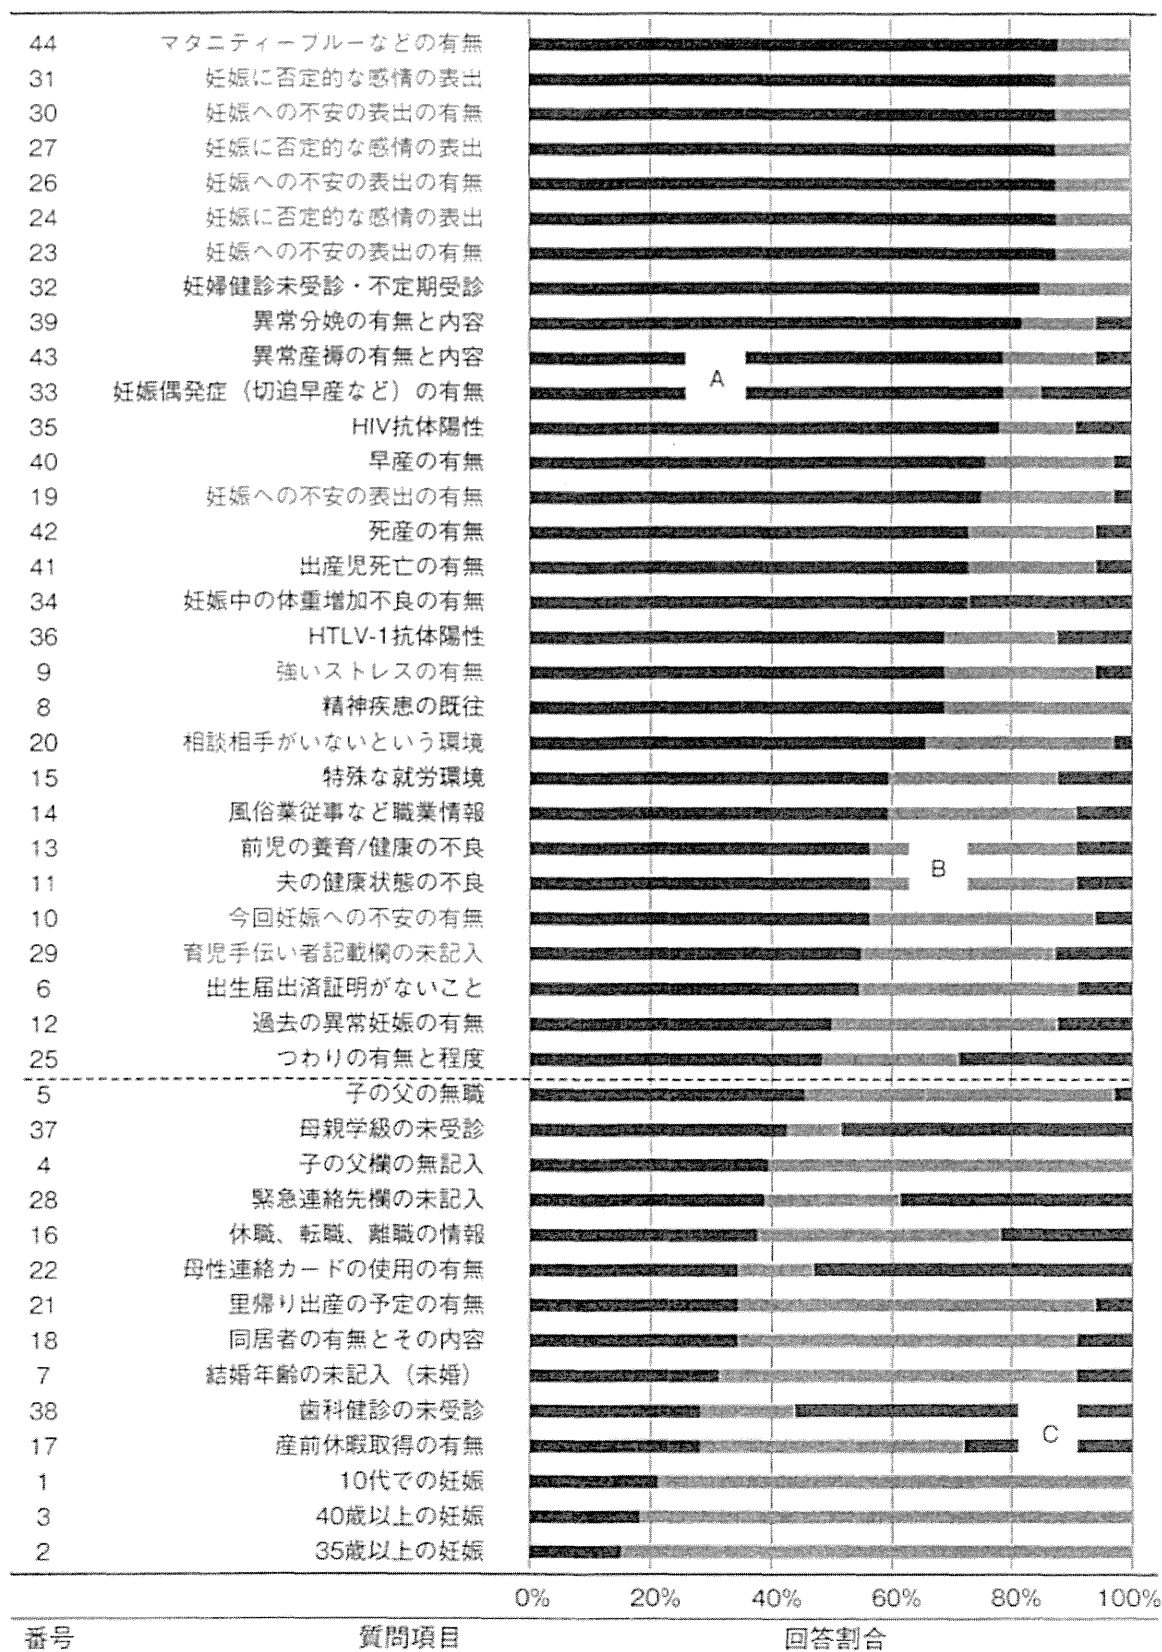 44 マタニティーブルーなどの有無
31 妊娠に否定的な感情の表出
30 妊娠への不安の表出の有無
27 妊娠に否定的な感情の表出
26 妊娠への不安の表出の有無
24 妊娠に否定的な感情の表出
23 妊娠への不安の表出の有無
32 妊婦健診未受診・不定期受診
39 異常分娩の有無と内容
43 異常産褥の有無と内容
A
33 妊娠偶発症（切迫早産など）の有無
35 HIV抗体陽性
40 早産の有無
19 妊娠への不安の表出の有無
42 死産の有無
41 出産児死亡の有無
34 妊娠中の体重増加不良の有無
36 HTLV-1抗体陽性
9 強いストレスの有無
8 精神疾患の既往
20 相談相手がいないという環境
15 特殊な就労環境
14 風俗業従事など職業情報
13 前児の養育/健康の不良
B
11 夫の健康状態の不良
10 今回妊娠への不安の有無
29 育児手伝い者記載欄の未記入
6 出生届出済証明がないこと
12 過去の異常妊娠の有無
25 つわりの有無と程度
5 子の父の無職
37 母親学級の未受診
4 子の父欄の無記入
28 緊急連絡先欄の未記入
16 休職、転職、離職の情報
22 母性連絡カードの使用の有無
21 里帰り出産の予定の有無
18 同居者の有無とその内容
7 結婚年齢の未記入（未婚）
38 歯科健診の未受診
C
17 産前休暇取得の有無
1 10代での妊娠
3 40歳以上の妊娠
2 35歳以上の妊娠
0% 20% 40% 60% 80% 100%
番号 質問項目 回答割合